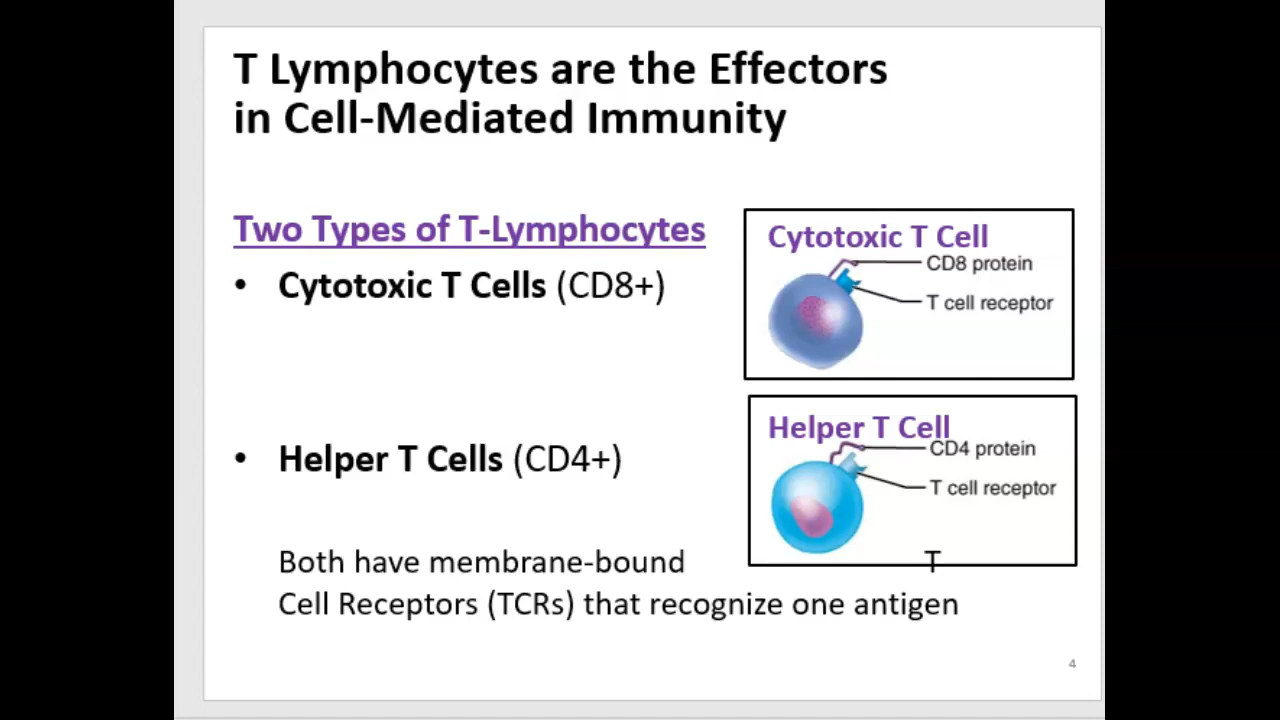 T Lymphocytes are the Effectors
in Cell-Mediated Immunity
Two Types of T-Lymphocytes
• Cytotoxic T Cells (CD8+)
Cytotoxic T Cell
CD8 protein
T cell receptor
• Helper T Cells (CD4+)
Helper T Cell
CD4 protein
T cell receptor
Both have membrane-bound T
Cell Receptors (TCRs) that recognize one antigen
4